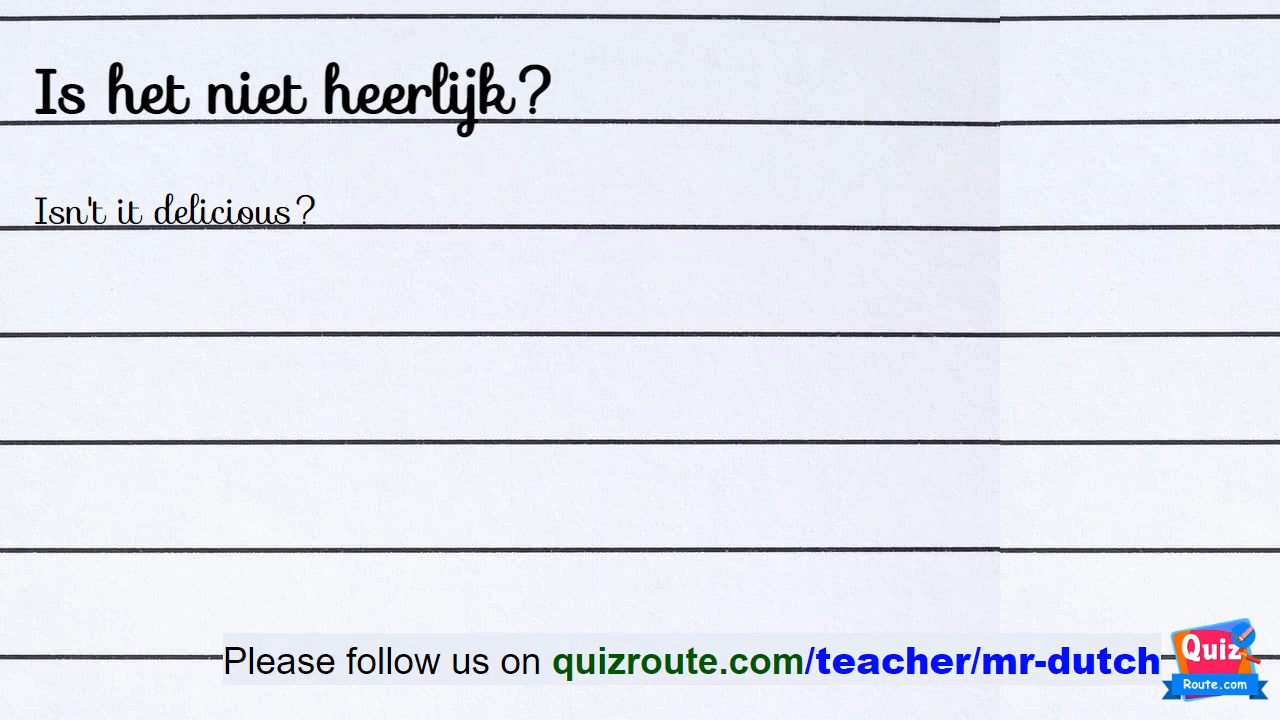 Is het niet heerlijk?
Isn't it delicious?
Please follow us on quizroute.com/teacher/mr-dutch
Quiz
Route.com